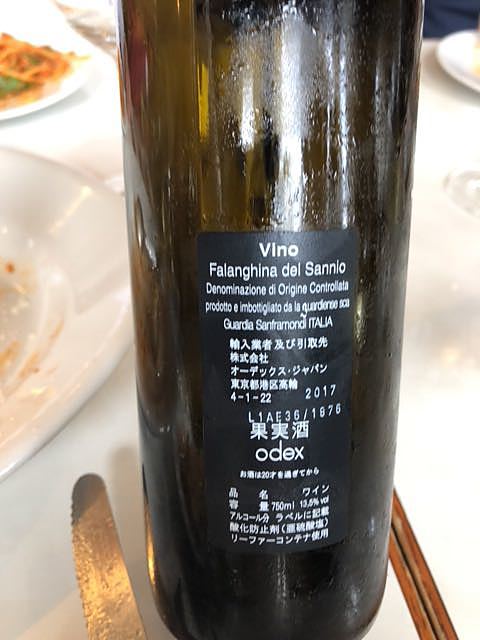 Vino
Falanghina del Sannio
Denominazione di Origine Controllata
prodotto e imbottigliato da la guardiense sca
Guardia Sanframondi ITALIA
輸入業者及び引取先
株式会社
オーデックス・ジャパン
東京都港区高輪
4-1-22 2017
L1AE36/1876
果実酒
odex
お酒は20才を過ぎてから
品 名 ワイン
容 量 750ml 13,5% vol
アルコール分 ラベルに記載
酸化防止剤(亜硫酸塩)
リーファーコンテナ使用